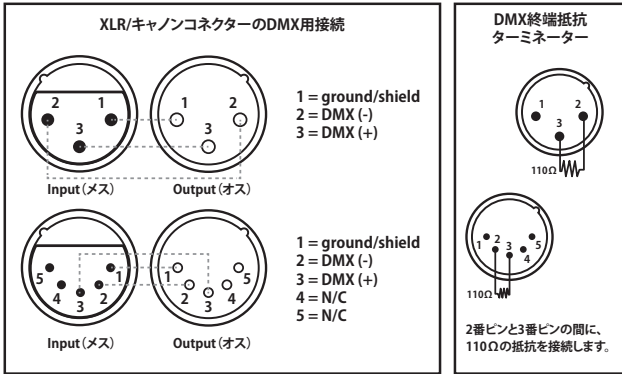 XLR/キャノンコネクターのDMX用接続
2 1
3
1 2
3
Input（メス） Output（オス）
1 = ground/shield
2 = DMX (-)
3 = DMX (+)
5 4 3 2 1
1 2 3 4 5
Input（メス） Output（オス）
1 = ground/shield
2 = DMX (-)
3 = DMX (+)
4 = N/C
5 = N/C
DMX終端抵抗
ターミネーター
1 2
3
110Ω
1 2 3 4 5
110Ω
2番ピンと3番ピンの間に、
110Ωの抵抗を接続します。